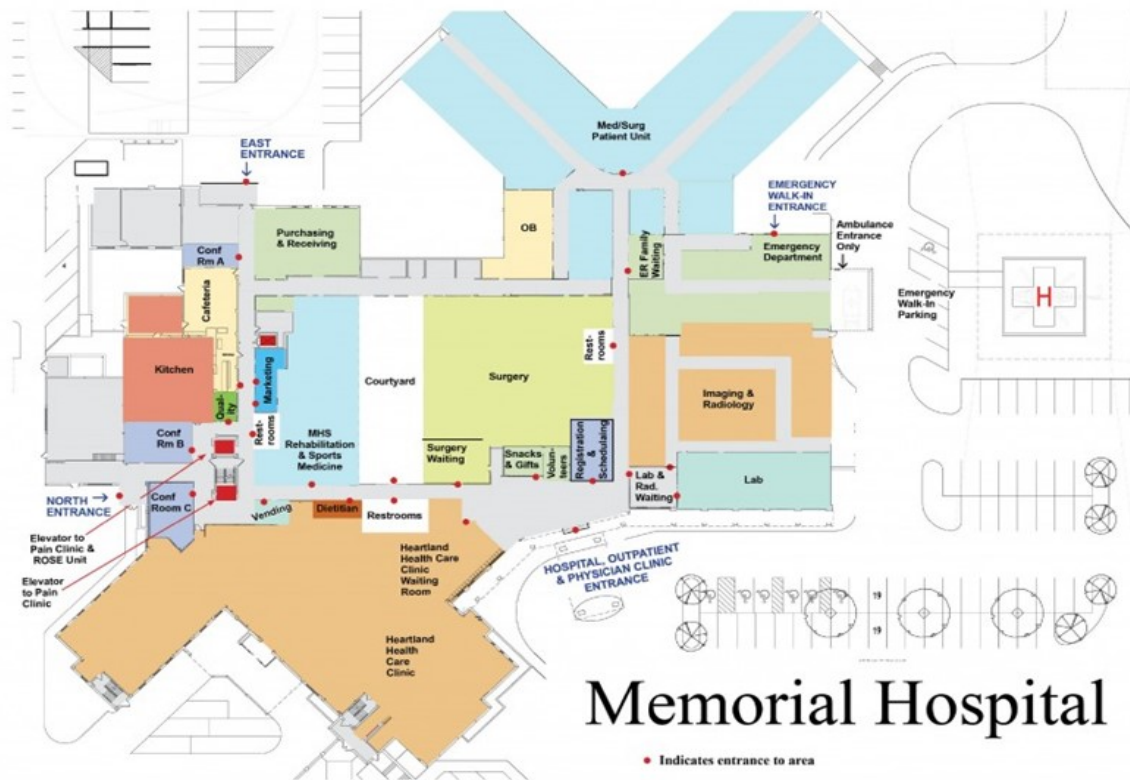 Med/Surg
Patient Unit
EAST
ENTRANCE
EMERGENCY
WALK-IN
ENTRANCE
Ambulance
Entrance
Only
Purchasing
& Receiving
OB
ER Family
Waiting
Emergency
Department
Conf
Rm A
Cafeteria
Emergency
Walk-In
Parking
H
Kitchen
Marketing
Courtyard
Surgery
Rest-
rooms
Imaging &
Radiology
Qual-
ity
Rest-
rooms
Conf
Rm B
MHS
Rehabilitation
& Sports
Medicine
Surgery
Waiting
Snacks
& Gifts
Volun-
teers
Registration
&
Schedulaing
Lab &
Rad.
Waiting
Lab
NORTH
ENTRANCE
Conf
Room C
Vending
Dietitian
Restrooms
Elevator to
Pain Clinic &
ROSE Unit
Elevator
to Pain
Clinic
Heartland
Health Care
Clinic
Waiting
Room
HOSPITAL, OUTPATIENT
& PHYSICIAN CLINIC
ENTRANCE
19
19
Heartland
Health
Care
Clinic
Memorial Hospital
Indicates entrance to area